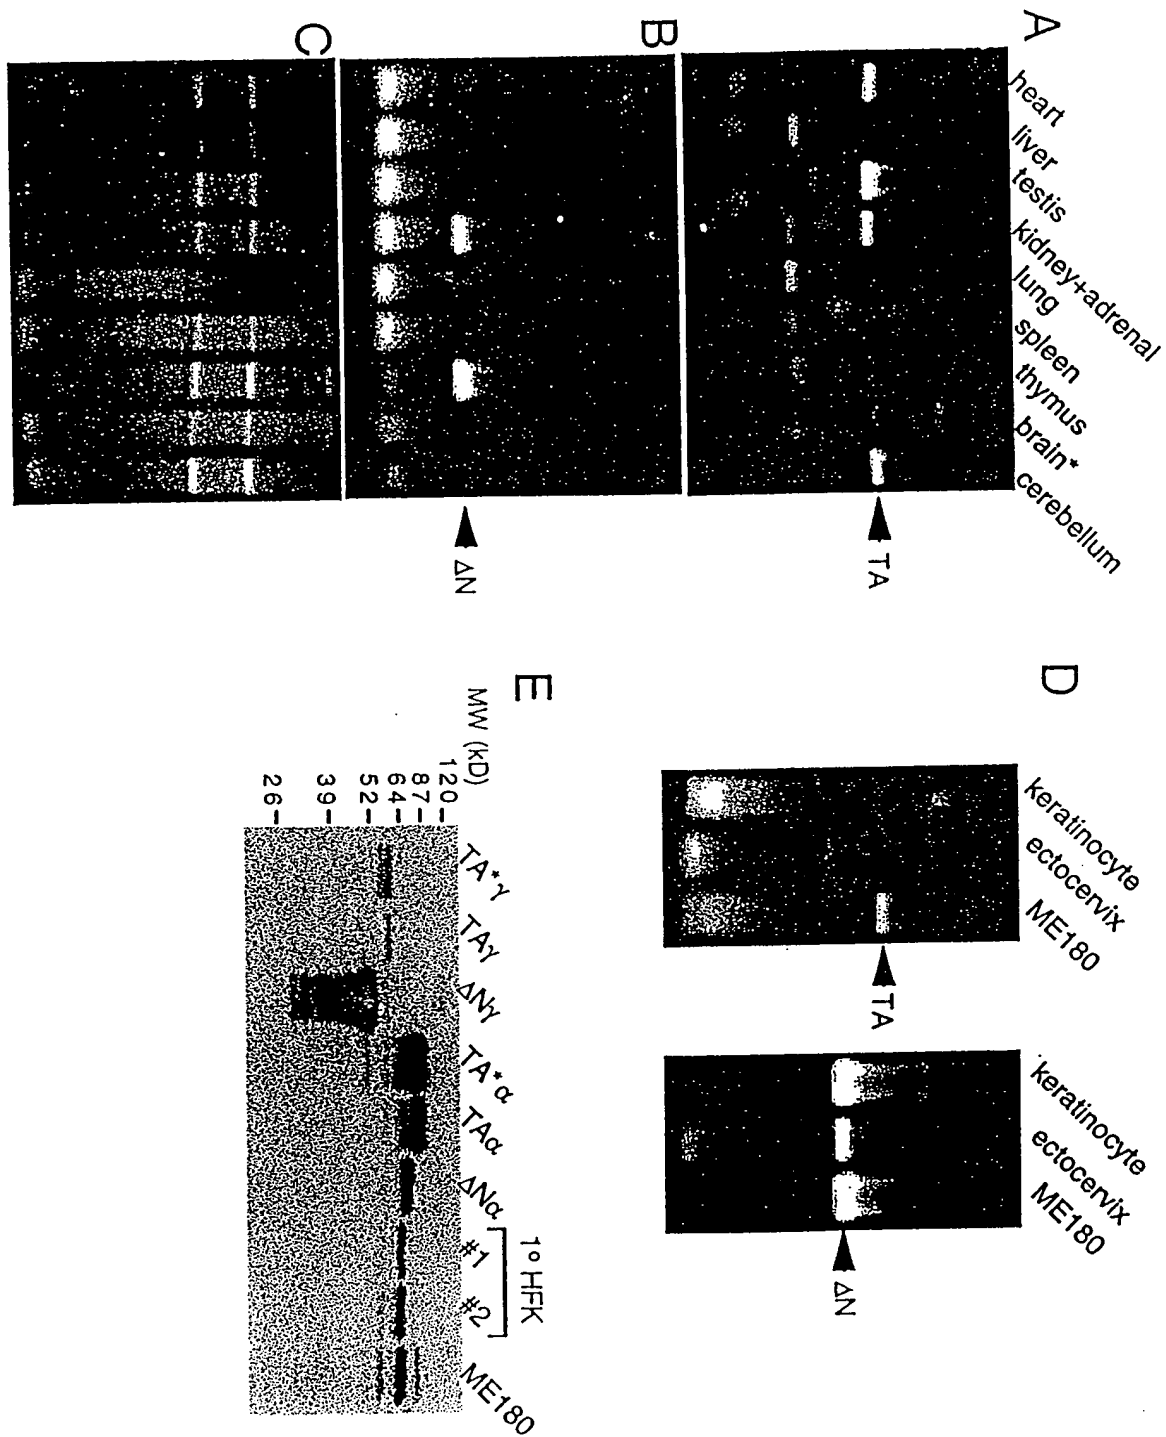 A
heart
liver
testis
kidney+adrenal
lung
spleen
thymus
brain*
cerebellum
TA
B
ΔN
C
D
keratinocyte
ectocervix
ME180
TA
keratinocyte
ectocervix
ME180
ΔN
E
MW (kD)
120-
87-
64-
52-
39-
26-
TA*γ
TAγ
ΔNγ
TA*α
TAα
ΔNα
1º HFK
#1
#2
ME180